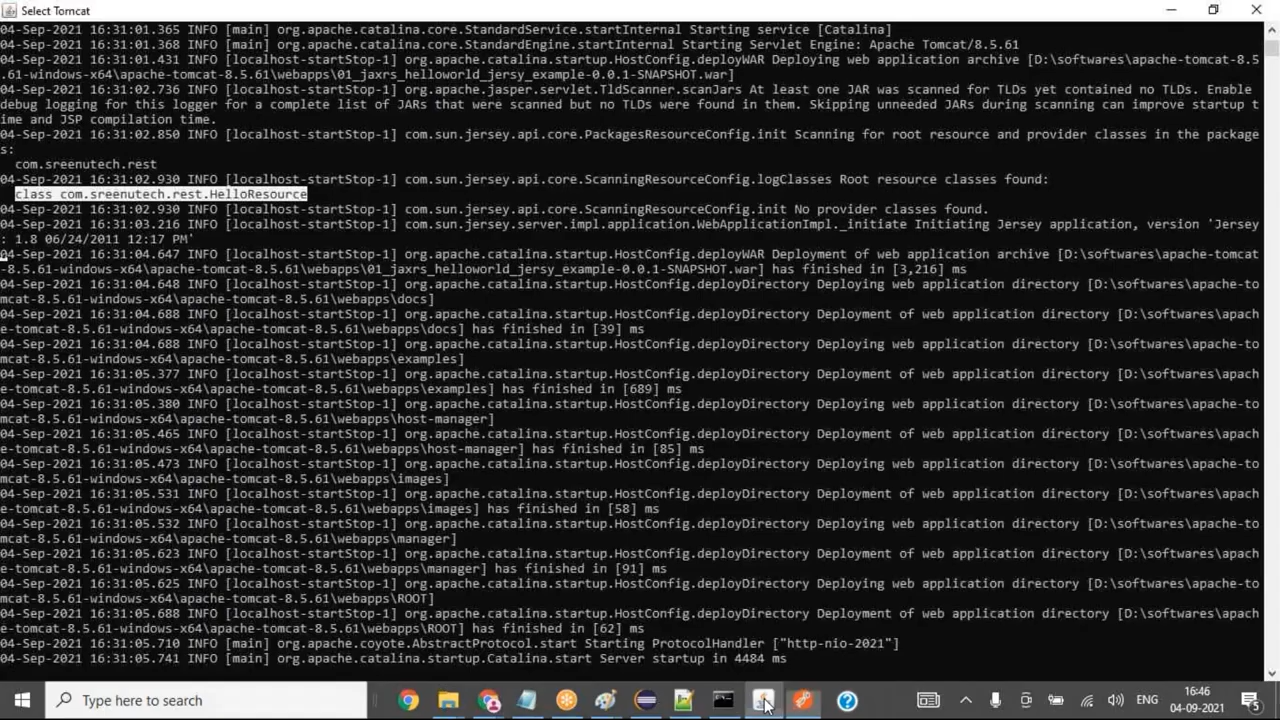 Select Tomcat
04-Sep-2021 16:31:01.365 INFO [main] org.apache.catalina.core.StandardService.startInternal Starting service [Catalina]
04-Sep-2021 16:31:01.368 INFO [main] org.apache.catalina.core.StandardEngine.startInternal Starting Servlet Engine: Apache Tomcat/8.5.61
04-Sep-2021 16:31:01.431 INFO [localhost-startStop-1] org.apache.catalina.startup.HostConfig.deployWAR Deploying web application archive [D:\softwares\apache-tomcat-8.5
.61-windows-x64\apache-tomcat-8.5.61\webapps\01_jaxrs_helloworld_jersy_example-0.0.1-SNAPSHOT.war]
04-Sep-2021 16:31:02.736 INFO [localhost-startStop-1] org.apache.jasper.servlet.TldScanner.scanJars At least one JAR was scanned for TLDs yet contained no TLDs. Enable
debug logging for this logger for a complete list of JARs that were scanned but no TLDs were found in them. Skipping unneeded JARs during scanning can improve startup t
ime and JSP compilation time.
04-Sep-2021 16:31:02.850 INFO [localhost-startStop-1] com.sun.jersey.api.core.PackagesResourceConfig.init Scanning for root resource and provider classes in the package
s:
com.sreenutech.rest
04-Sep-2021 16:31:02.930 INFO [localhost-startStop-1] com.sun.jersey.api.core.ScanningResourceConfig.logClasses Root resource classes found:
class com.sreenutech.rest.HelloResource
04-Sep-2021 16:31:02.930 INFO [localhost-startStop-1] com.sun.jersey.api.core.ScanningResourceConfig.init No provider classes found.
04-Sep-2021 16:31:03.216 INFO [localhost-startStop-1] com.sun.jersey.server.impl.application.WebApplicationImpl._initiate Initiating Jersey application, version 'Jersey
: 1.8 06/24/2011 12:17 PM'
04-Sep-2021 16:31:04.647 INFO [localhost-startStop-1] org.apache.catalina.startup.HostConfig.deployWAR Deployment of web application archive [D:\softwares\apache-tomcat
-8.5.61-windows-x64\apache-tomcat-8.5.61\webapps\01_jaxrs_helloworld_jersy_example-0.0.1-SNAPSHOT.war] has finished in [3,216] ms
04-Sep-2021 16:31:04.648 INFO [localhost-startStop-1] org.apache.catalina.startup.HostConfig.deployDirectory Deploying web application directory [D:\softwares\apache-to
mcat-8.5.61-windows-x64\apache-tomcat-8.5.61\webapps\docs]
04-Sep-2021 16:31:04.688 INFO [localhost-startStop-1] org.apache.catalina.startup.HostConfig.deployDirectory Deployment of web application directory [D:\softwares\apach
e-tomcat-8.5.61-windows-x64\apache-tomcat-8.5.61\webapps\docs] has finished in [39] ms
04-Sep-2021 16:31:04.688 INFO [localhost-startStop-1] org.apache.catalina.startup.HostConfig.deployDirectory Deploying web application directory [D:\softwares\apache-to
mcat-8.5.61-windows-x64\apache-tomcat-8.5.61\webapps\examples]
04-Sep-2021 16:31:05.377 INFO [localhost-startStop-1] org.apache.catalina.startup.HostConfig.deployDirectory Deployment of web application directory [D:\softwares\apach
e-tomcat-8.5.61-windows-x64\apache-tomcat-8.5.61\webapps\examples] has finished in [689] ms
04-Sep-2021 16:31:05.380 INFO [localhost-startStop-1] org.apache.catalina.startup.HostConfig.deployDirectory Deploying web application directory [D:\softwares\apache-to
mcat-8.5.61-windows-x64\apache-tomcat-8.5.61\webapps\host-manager]
04-Sep-2021 16:31:05.465 INFO [localhost-startStop-1] org.apache.catalina.startup.HostConfig.deployDirectory Deployment of web application directory [D:\softwares\apach
e-tomcat-8.5.61-windows-x64\apache-tomcat-8.5.61\webapps\host-manager] has finished in [85] ms
04-Sep-2021 16:31:05.473 INFO [localhost-startStop-1] org.apache.catalina.startup.HostConfig.deployDirectory Deploying web application directory [D:\softwares\apache-to
mcat-8.5.61-windows-x64\apache-tomcat-8.5.61\webapps\images]
04-Sep-2021 16:31:05.531 INFO [localhost-startStop-1] org.apache.catalina.startup.HostConfig.deployDirectory Deployment of web application directory [D:\softwares\apach
e-tomcat-8.5.61-windows-x64\apache-tomcat-8.5.61\webapps\images] has finished in [58] ms
04-Sep-2021 16:31:05.532 INFO [localhost-startStop-1] org.apache.catalina.startup.HostConfig.deployDirectory Deploying web application directory [D:\softwares\apache-to
mcat-8.5.61-windows-x64\apache-tomcat-8.5.61\webapps\manager]
04-Sep-2021 16:31:05.623 INFO [localhost-startStop-1] org.apache.catalina.startup.HostConfig.deployDirectory Deployment of web application directory [D:\softwares\apach
e-tomcat-8.5.61-windows-x64\apache-tomcat-8.5.61\webapps\manager] has finished in [91] ms
04-Sep-2021 16:31:05.625 INFO [localhost-startStop-1] org.apache.catalina.startup.HostConfig.deployDirectory Deploying web application directory [D:\softwares\apache-to
mcat-8.5.61-windows-x64\apache-tomcat-8.5.61\webapps\ROOT]
04-Sep-2021 16:31:05.688 INFO [localhost-startStop-1] org.apache.catalina.startup.HostConfig.deployDirectory Deployment of web application directory [D:\softwares\apach
e-tomcat-8.5.61-windows-x64\apache-tomcat-8.5.61\webapps\ROOT] has finished in [62] ms
04-Sep-2021 16:31:05.710 INFO [main] org.apache.coyote.AbstractProtocol.start Starting ProtocolHandler ["http-nio-2021"]
04-Sep-2021 16:31:05.741 INFO [main] org.apache.catalina.startup.Catalina.start Server startup in 4484 ms
Type here to search
ENG
16:46
04-09-2021
5